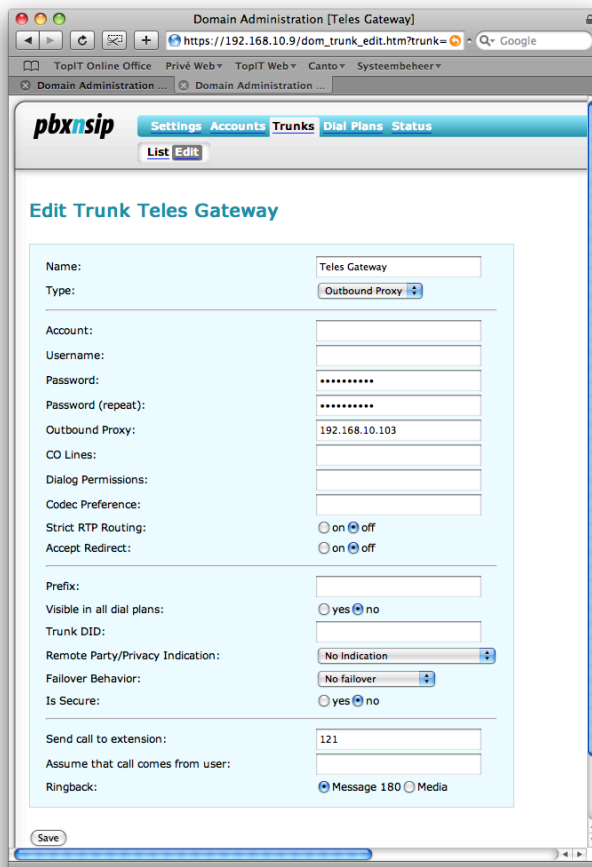 Domain Administration [Teles Gateway]
https://192.168.10.9/dom_trunk_edit.htm?trunk= Google
TopIT Online Office Privé Web TopIT Web Canto Systeembeheer
Domain Administration ... Domain Administration ...
pbxnsip Settings Accounts Trunks Dial Plans Status
List Edit
Edit Trunk Teles Gateway
Name: Teles Gateway
Type: Outbound Proxy
Account:
Username:
Password: ••••••••••
Password (repeat): ••••••••••
Outbound Proxy: 192.168.10.103
CO Lines:
Dialog Permissions:
Codec Preference:
Strict RTP Routing: on off
Accept Redirect: on off
Prefix:
Visible in all dial plans: yes no
Trunk DID:
Remote Party/Privacy Indication: No Indication
Failover Behavior: No failover
Is Secure: yes no
Send call to extension: 121
Assume that call comes from user:
Ringback: Message 180 Media
Save